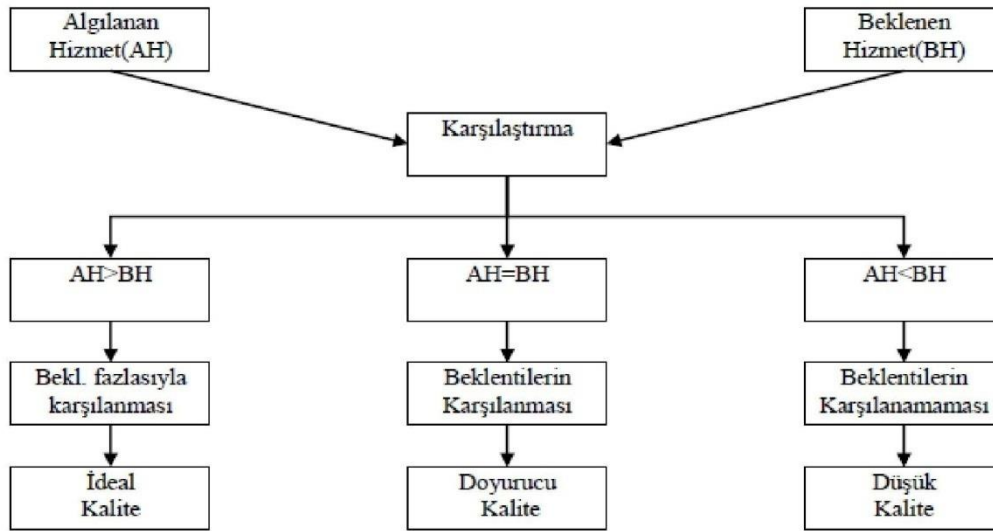 Algılanan
Hizmet(AH)
Beklenen
Hizmet(BH)
Karşılaştırma
AH>BH
AH=BH
AH<BH
Bekl. fazlasıyla
karşılanması
Beklentilerin
Karşılanması
Beklentilerin
Karşılanamaması
İdeal
Kalite
Doyurucu
Kalite
Düşük
Kalite